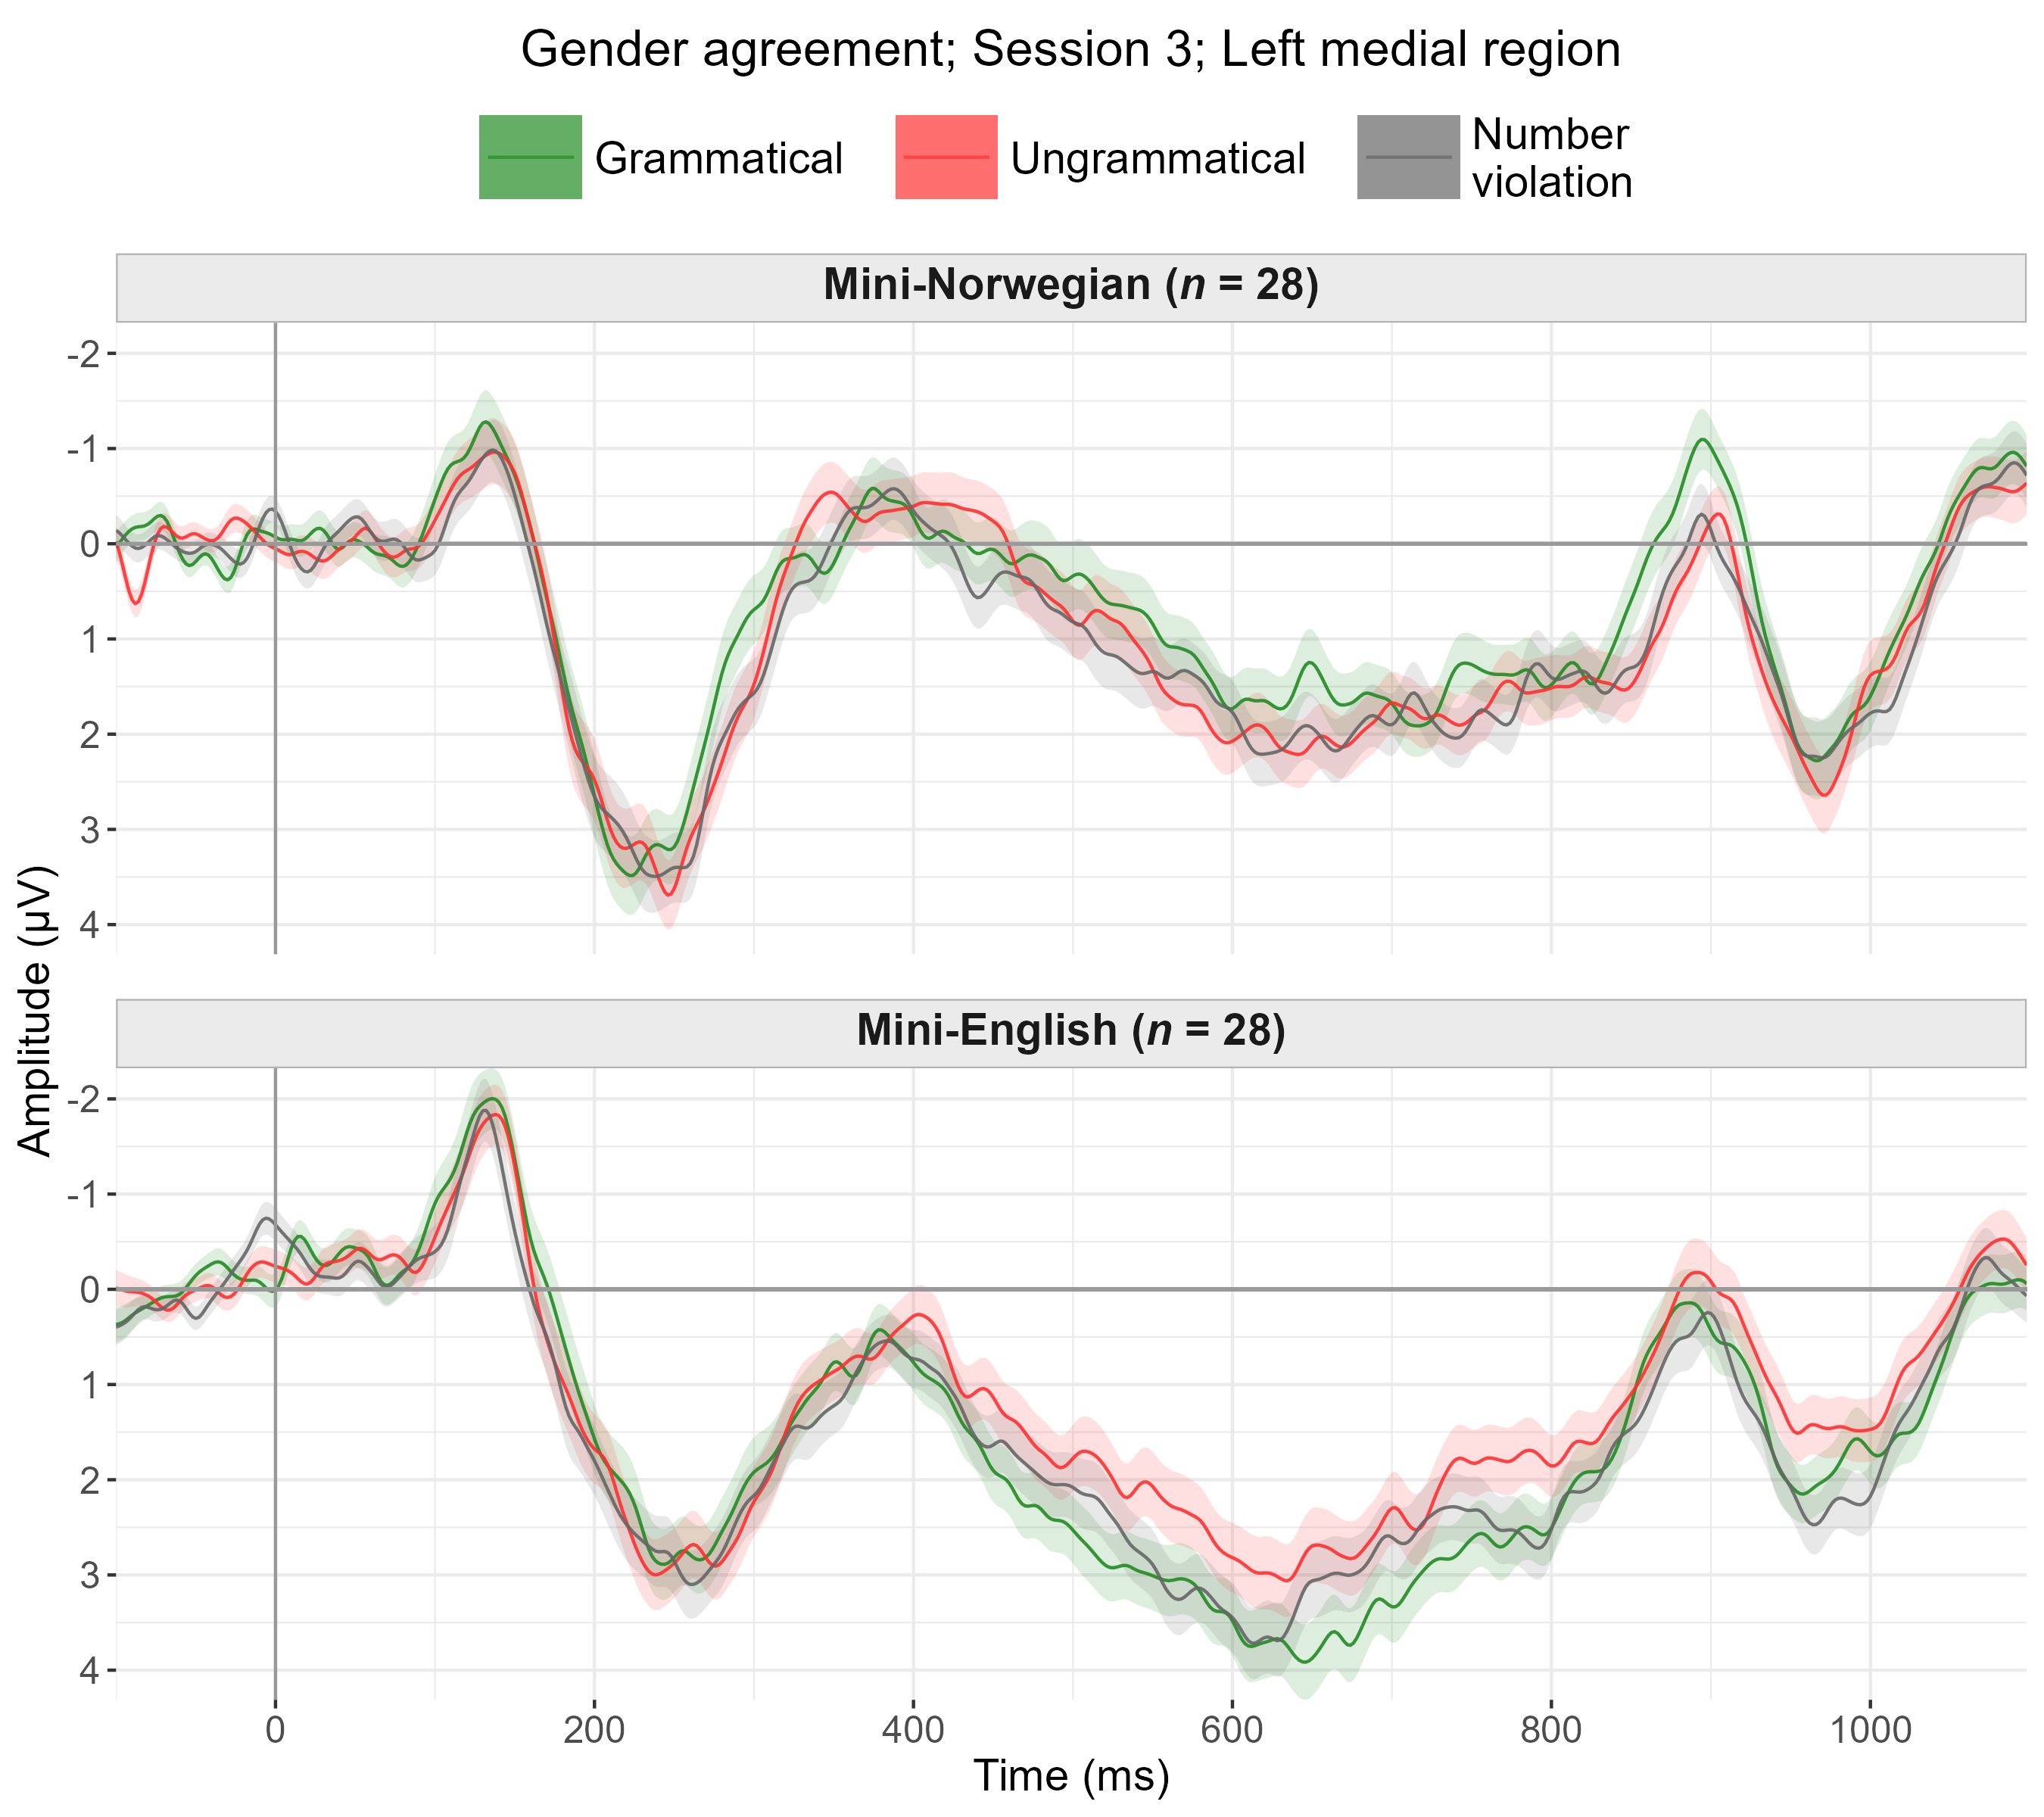 Gender agreement; Session 3; Left medial region
Grammatical
Ungrammatical
Number
violation
Mini-Norwegian (n = 28)
-2
-1
0
1
2
3
4
Amplitude (µV)
Mini-English (n = 28)
-2
-1
0
1
2
3
4
0 200 400 600 800 1000
Time (ms)